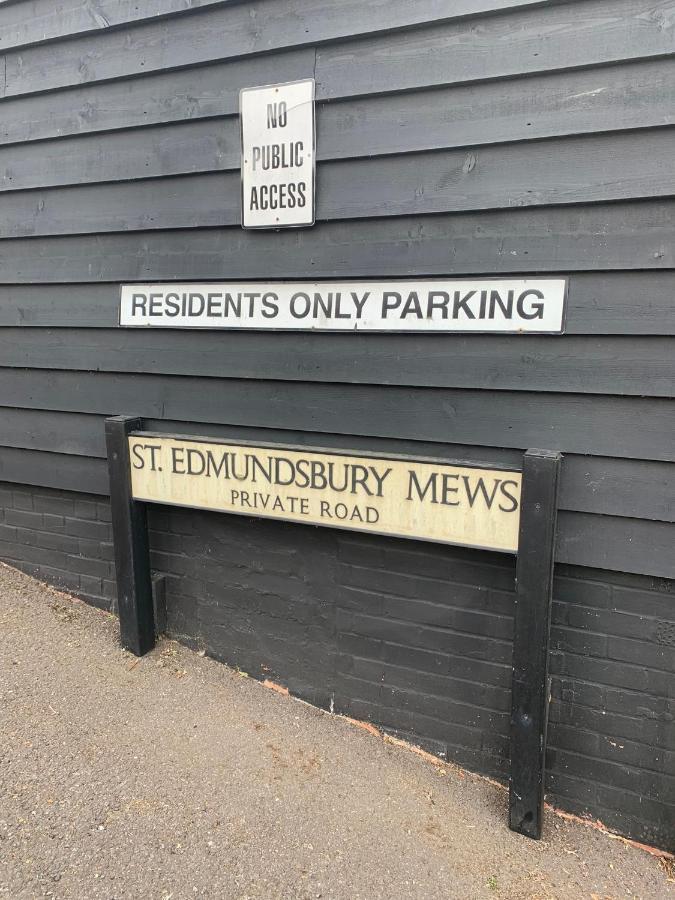 NO
PUBLIC
ACCESS
RESIDENTS ONLY PARKING
ST. EDMUNDSBURY MEWS
PRIVATE ROAD